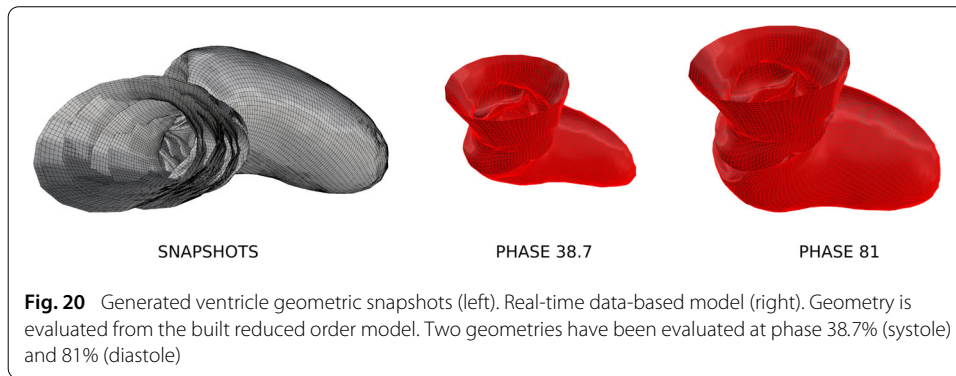 SNAPSHOTS
PHASE 38.7
PHASE 81
Fig. 20 Generated ventricle geometric snapshots (left). Real-time data-based model (right). Geometry is
evaluated from the built reduced order model. Two geometries have been evaluated at phase 38.7% (systole)
and 81% (diastole)